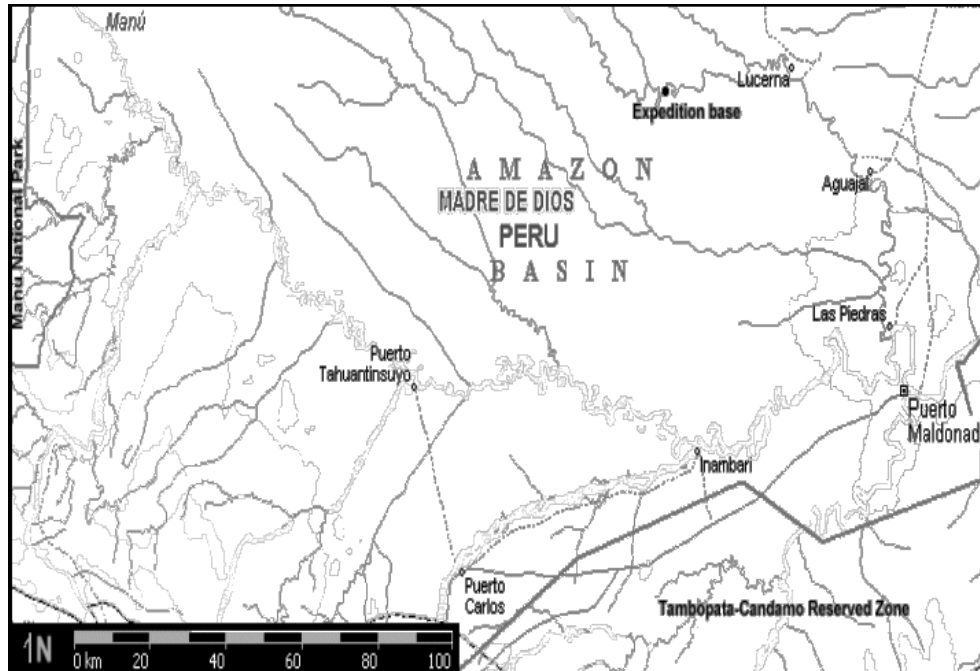 Manú
Lucerna
Expedition base
AMAZON
Aguajal
MADRE DE DIOS
PERU
BASIN
Manu National Park
Las Piedras
Puerto
Tahuantinsuyo
Puerto
Maldonad
Inambari
Puerto
Carlos
Tambopata-Candamo Reserved Zone
1N
0 km 20 40 60 80 100